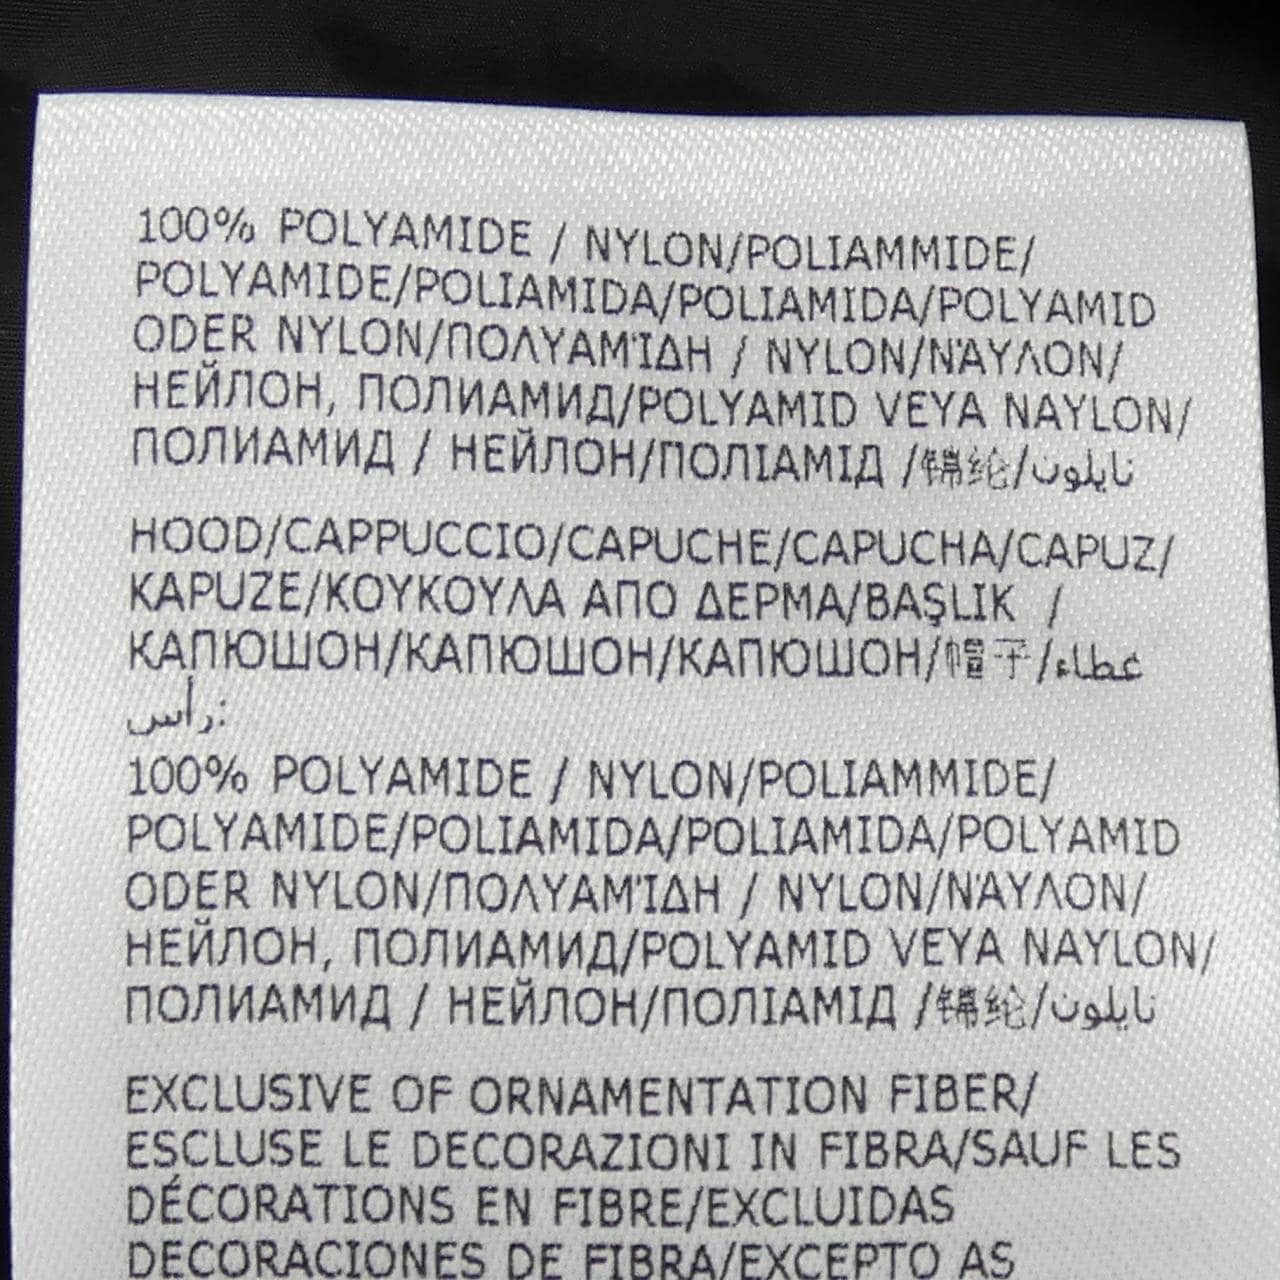 100% POLYAMIDE / NYLON/POLIAMMIDE/
POLYAMIDE/POLIAMIDA/POLIAMIDA/POLYAMID
ODER NYLON/ΠΟΛΥΑΜΊΔΗ / NYLON/ΝΆΥΛΟΝ/
НЕЙЛОН, ПОЛИАМИД/POLYAMID VEYA NAYLON/
ПОЛИАМИД / НЕЙЛОН/ПОЛІАМІД /锦纶/نايلون
HOOD/CAPPUCCIO/CAPUCHE/CAPUCHA/CAPUZ/
KAPUZE/ΚΟΥΚΟΥΛΑ ΑΠΟ ΔΕΡΜΑ/BAŞLIK /
КАПЮШОН/КАПЮШОН/КАПЮШОН/帽子/غطاء
رأس:
100% POLYAMIDE / NYLON/POLIAMMIDE/
POLYAMIDE/POLIAMIDA/POLIAMIDA/POLYAMID
ODER NYLON/ΠΟΛΥΑΜΊΔΗ / NYLON/ΝΆΥΛΟΝ/
НЕЙЛОН, ПОЛИАМИД/POLYAMID VEYA NAYLON/
ПОЛИАМИД / НЕЙЛОН/ПОЛІАМІД /锦纶/نايلون
EXCLUSIVE OF ORNAMENTATION FIBER/
ESCLUSE LE DECORAZIONI IN FIBRA/SAUF LES
DÉCORATIONS EN FIBRE/EXCLUIDAS
DECORACIONES DE FIBRA/EXCEPTO AS